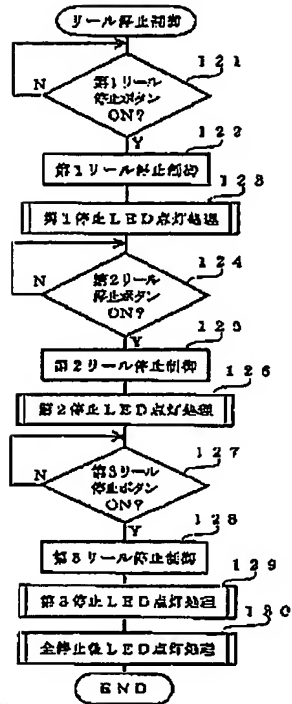 リール停止制御
121
N
第1リール
停止ボタン
ON?
Y
122
第1リール停止制御
123
第1停止LED点灯処理
124
N
第2リール
停止ボタン
ON?
Y
125
第2リール停止制御
126
第2停止LED点灯処理
127
N
第3リール
停止ボタン
ON?
Y
128
第3リール停止制御
129
第3停止LED点灯処理
130
全停止後LED点灯処理
END